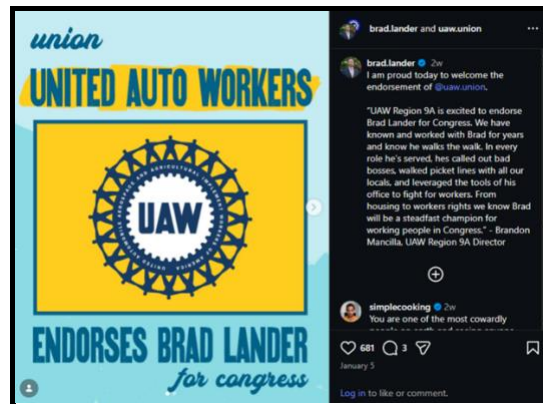 union
UNITED AUTO WORKERS
UAW
ENDORSES BRAD LANDER
for congress
brad.lander and uaw.union
brad.lander 2w
I am proud today to welcome the
endorsement of @uaw.union.
"UAW Region 9A is excited to endorse
Brad Lander for Congress. We have
known and worked with Brad for years
and know he walks the walk. In every
role he's served, hes called out bad
bosses, walked picket lines with all our
locals, and leveraged the tools of his
office to fight for workers. From
housing to workers rights we know Brad
will be a steadfast champion for
working people in Congress." - Brandon
Mancilla, UAW Region 9A Director
simplecooking 2w
You are one of the most cowardly
681 3
January 5
Log in to like or comment.